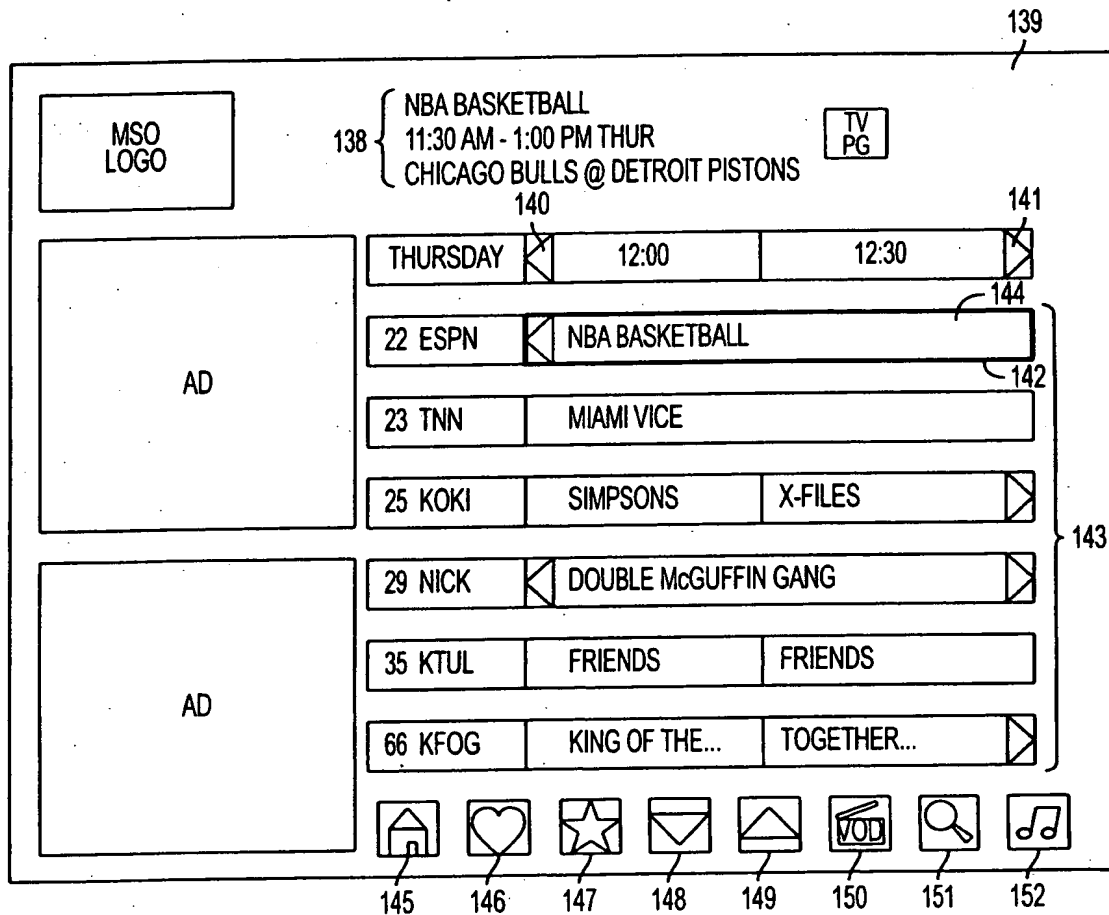 139
MSO
LOGO
138
NBA BASKETBALL
11:30 AM - 1:00 PM THUR
CHICAGO BULLS @ DETROIT PISTONS
TV
PG
140
141
THURSDAY 12:00 12:30
144
22 ESPN NBA BASKETBALL
142
AD
23 TNN MIAMI VICE
25 KOKI SIMPSONS X-FILES
143
29 NICK DOUBLE McGUFFIN GANG
35 KTUL FRIENDS FRIENDS
AD
66 KFOG KING OF THE... TOGETHER...
VOD
145 146 147 148 149 150 151 152